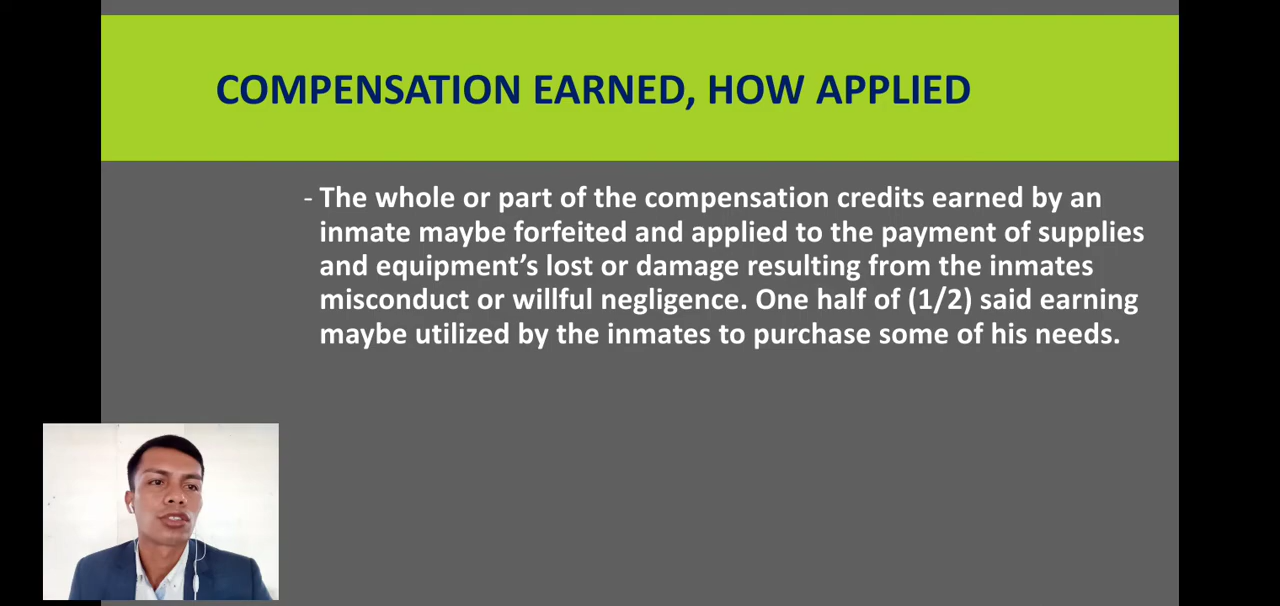 COMPENSATION EARNED, HOW APPLIED
- The whole or part of the compensation credits earned by an
inmate maybe forfeited and applied to the payment of supplies
and equipment's lost or damage resulting from the inmates
misconduct or willful negligence. One half of (1/2) said earning
maybe utilized by the inmates to purchase some of his needs.